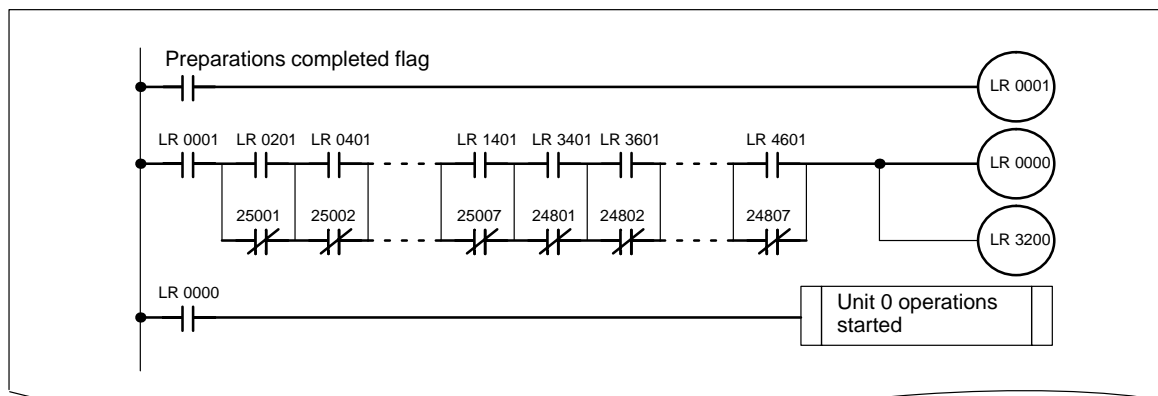 Preparations completed flag
LR 0001
LR 0001 LR 0201 LR 0401 LR 1401 LR 3401 LR 3601 LR 4601
LR 0000
25001 25002 25007 24801 24802 24807
LR 3200
LR 0000
Unit 0 operations
started